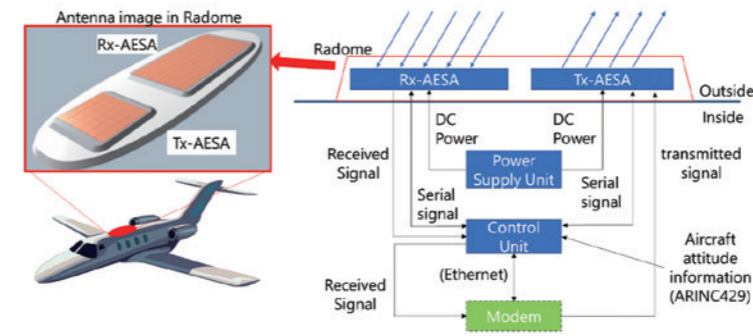 Antenna image in Radome
Rx-AESA
Tx-AESA
Radome
Rx-AESA
Tx-AESA
Outside
Inside
DC
Power
DC
Power
Received
Signal
Power
Supply Unit
transmitted
signal
Serial
signal
Serial
signal
Control
Unit
Aircraft
attitude
information
(ARINC429)
(Ethernet)
Received
Signal
Modem